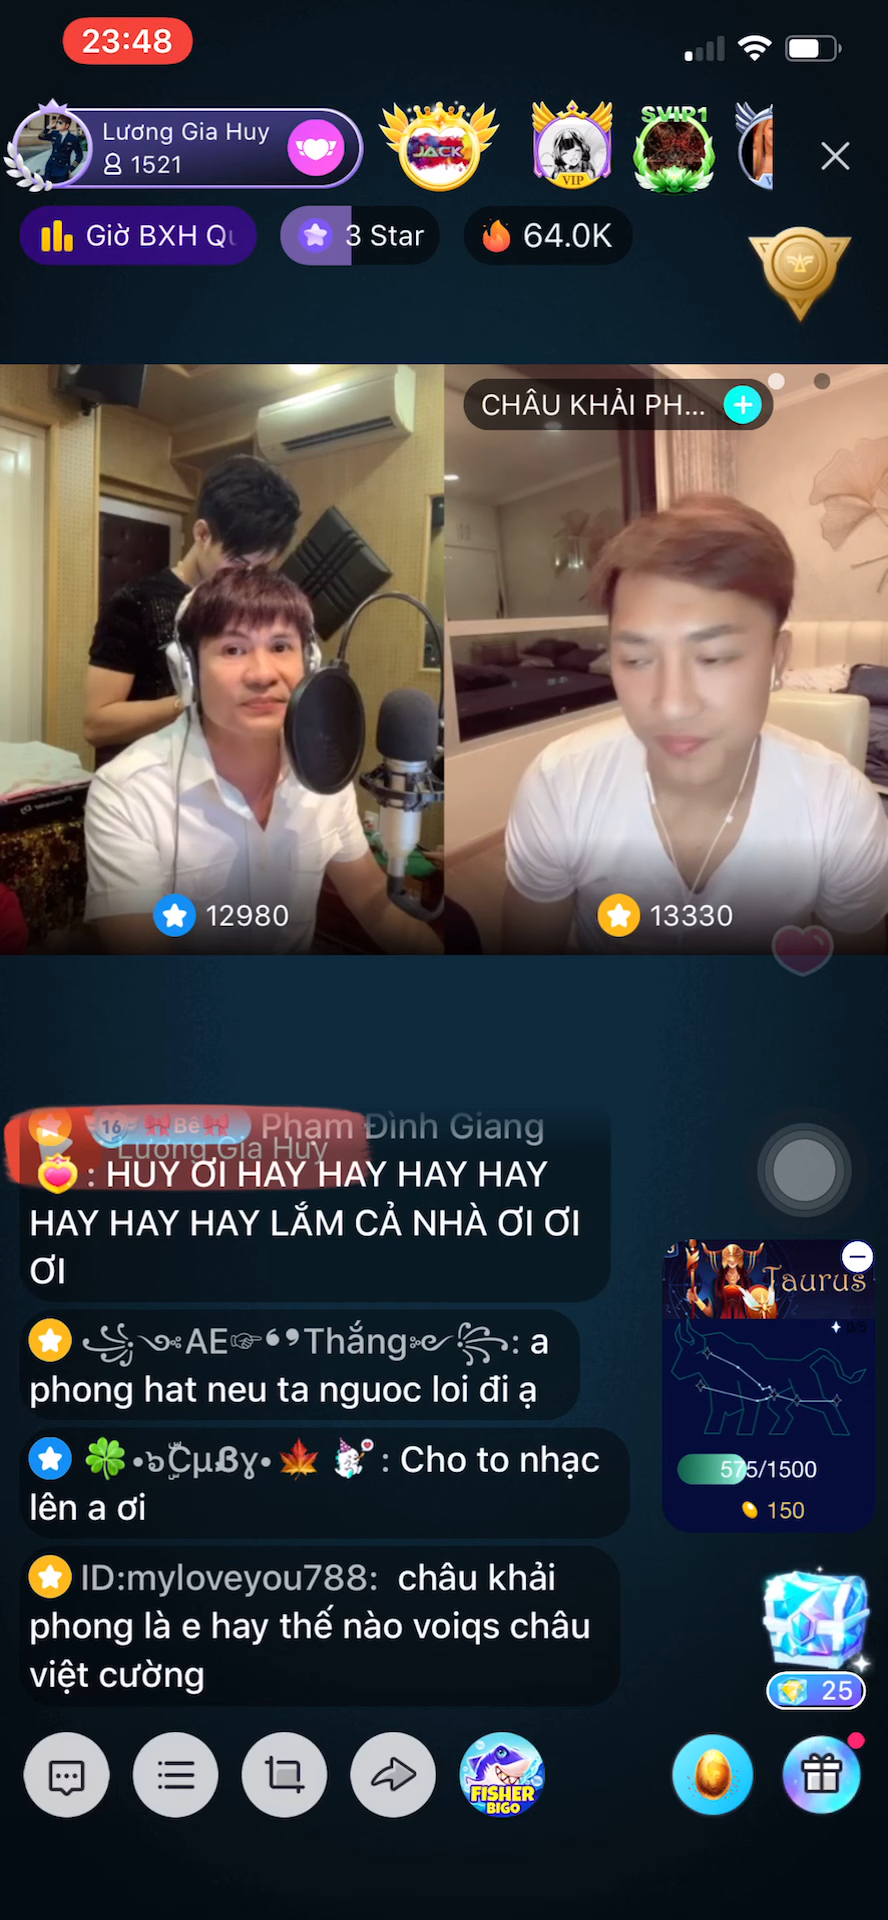 23:48
Lương Gia Huy
1521
JACK
VIP
SVIP1
Giờ BXH
3 Star
64.0K
CHÂU KHẢI PH...
12980
13330
16 Bê Phạm Đình Giang
Lương Gia Huy
: HUY ƠI HAY HAY HAY HAY
HAY HAY HAY LẮM CẢ NHÀ ƠI ƠI
ƠI
AE☞❛❜Thắng: a
phong hat neu ta nguoc loi đi ạ
Cho to nhạc
lên a ơi
ID:myloveyou788: châu khải
phong là e hay thế nào voiqs châu
việt cường
Taurus
575/1500
150
25
FISHER
BIGO